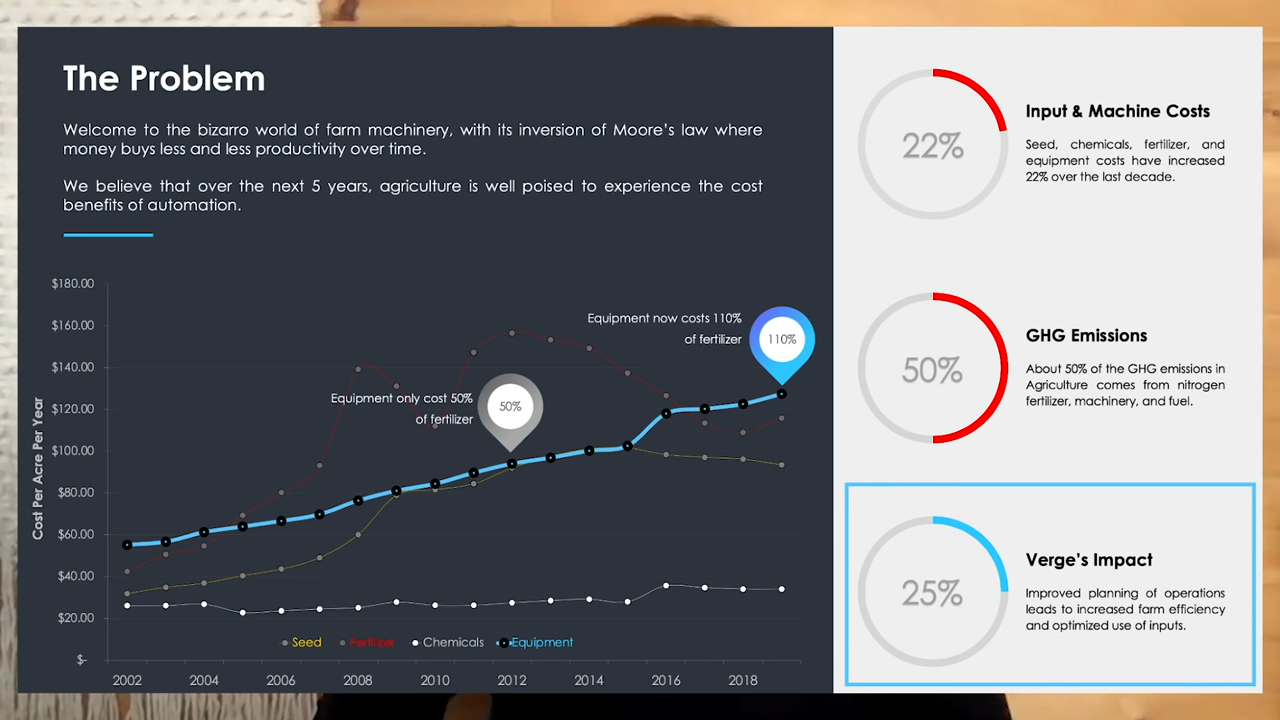 The Problem
Welcome to the bizarro world of farm machinery, with its inversion of Moore's law where
money buys less and less productivity over time.
We believe that over the next 5 years, agriculture is well poised to experience the cost
benefits of automation.
$180.00
$160.00
$140.00
$120.00
$100.00
$80.00
$60.00
$40.00
$20.00
$-
Cost Per Acre Per Year
Equipment only cost 50%
of fertilizer
50%
Equipment now costs 110%
of fertilizer
110%
Seed Fertilizer Chemicals Equipment
2002 2004 2006 2008 2010 2012 2014 2016 2018
22%
Input & Machine Costs
Seed, chemicals, fertilizer, and
equipment costs have increased
22% over the last decade.
50%
GHG Emissions
About 50% of the GHG emissions in
Agriculture comes from nitrogen
fertilizer, machinery, and fuel.
25%
Verge's Impact
Improved planning of operations
leads to increased farm efficiency
and optimized use of inputs.